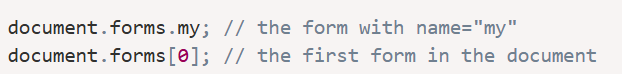 document.forms.my; // the form with name="my"
document.forms[0]; // the first form in the document